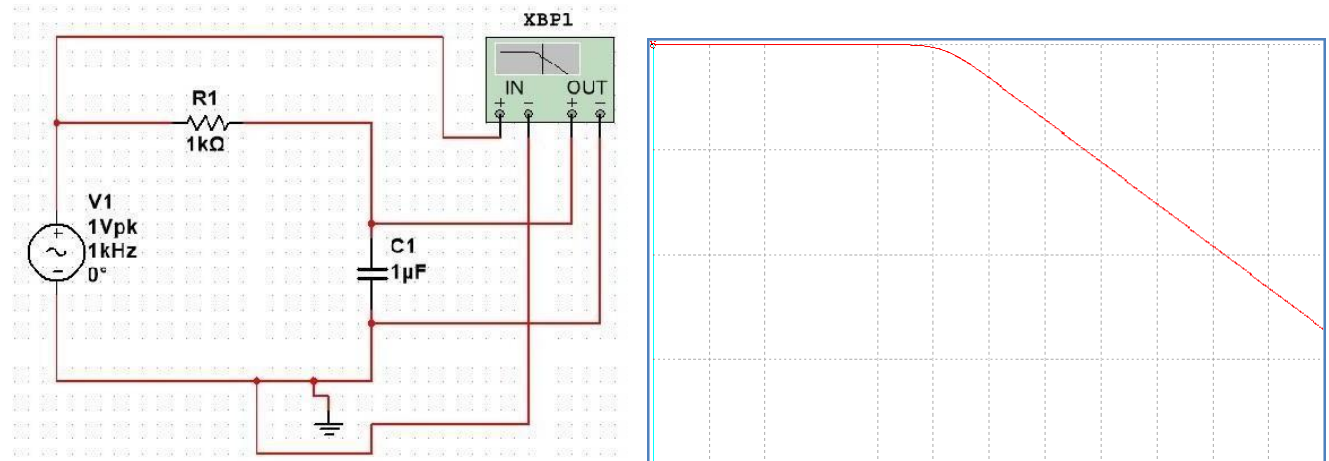 XBP1
IN OUT
+ − + −
R1
1kΩ
V1
1Vpk
1kHz
0°
+
−
C1
1µF